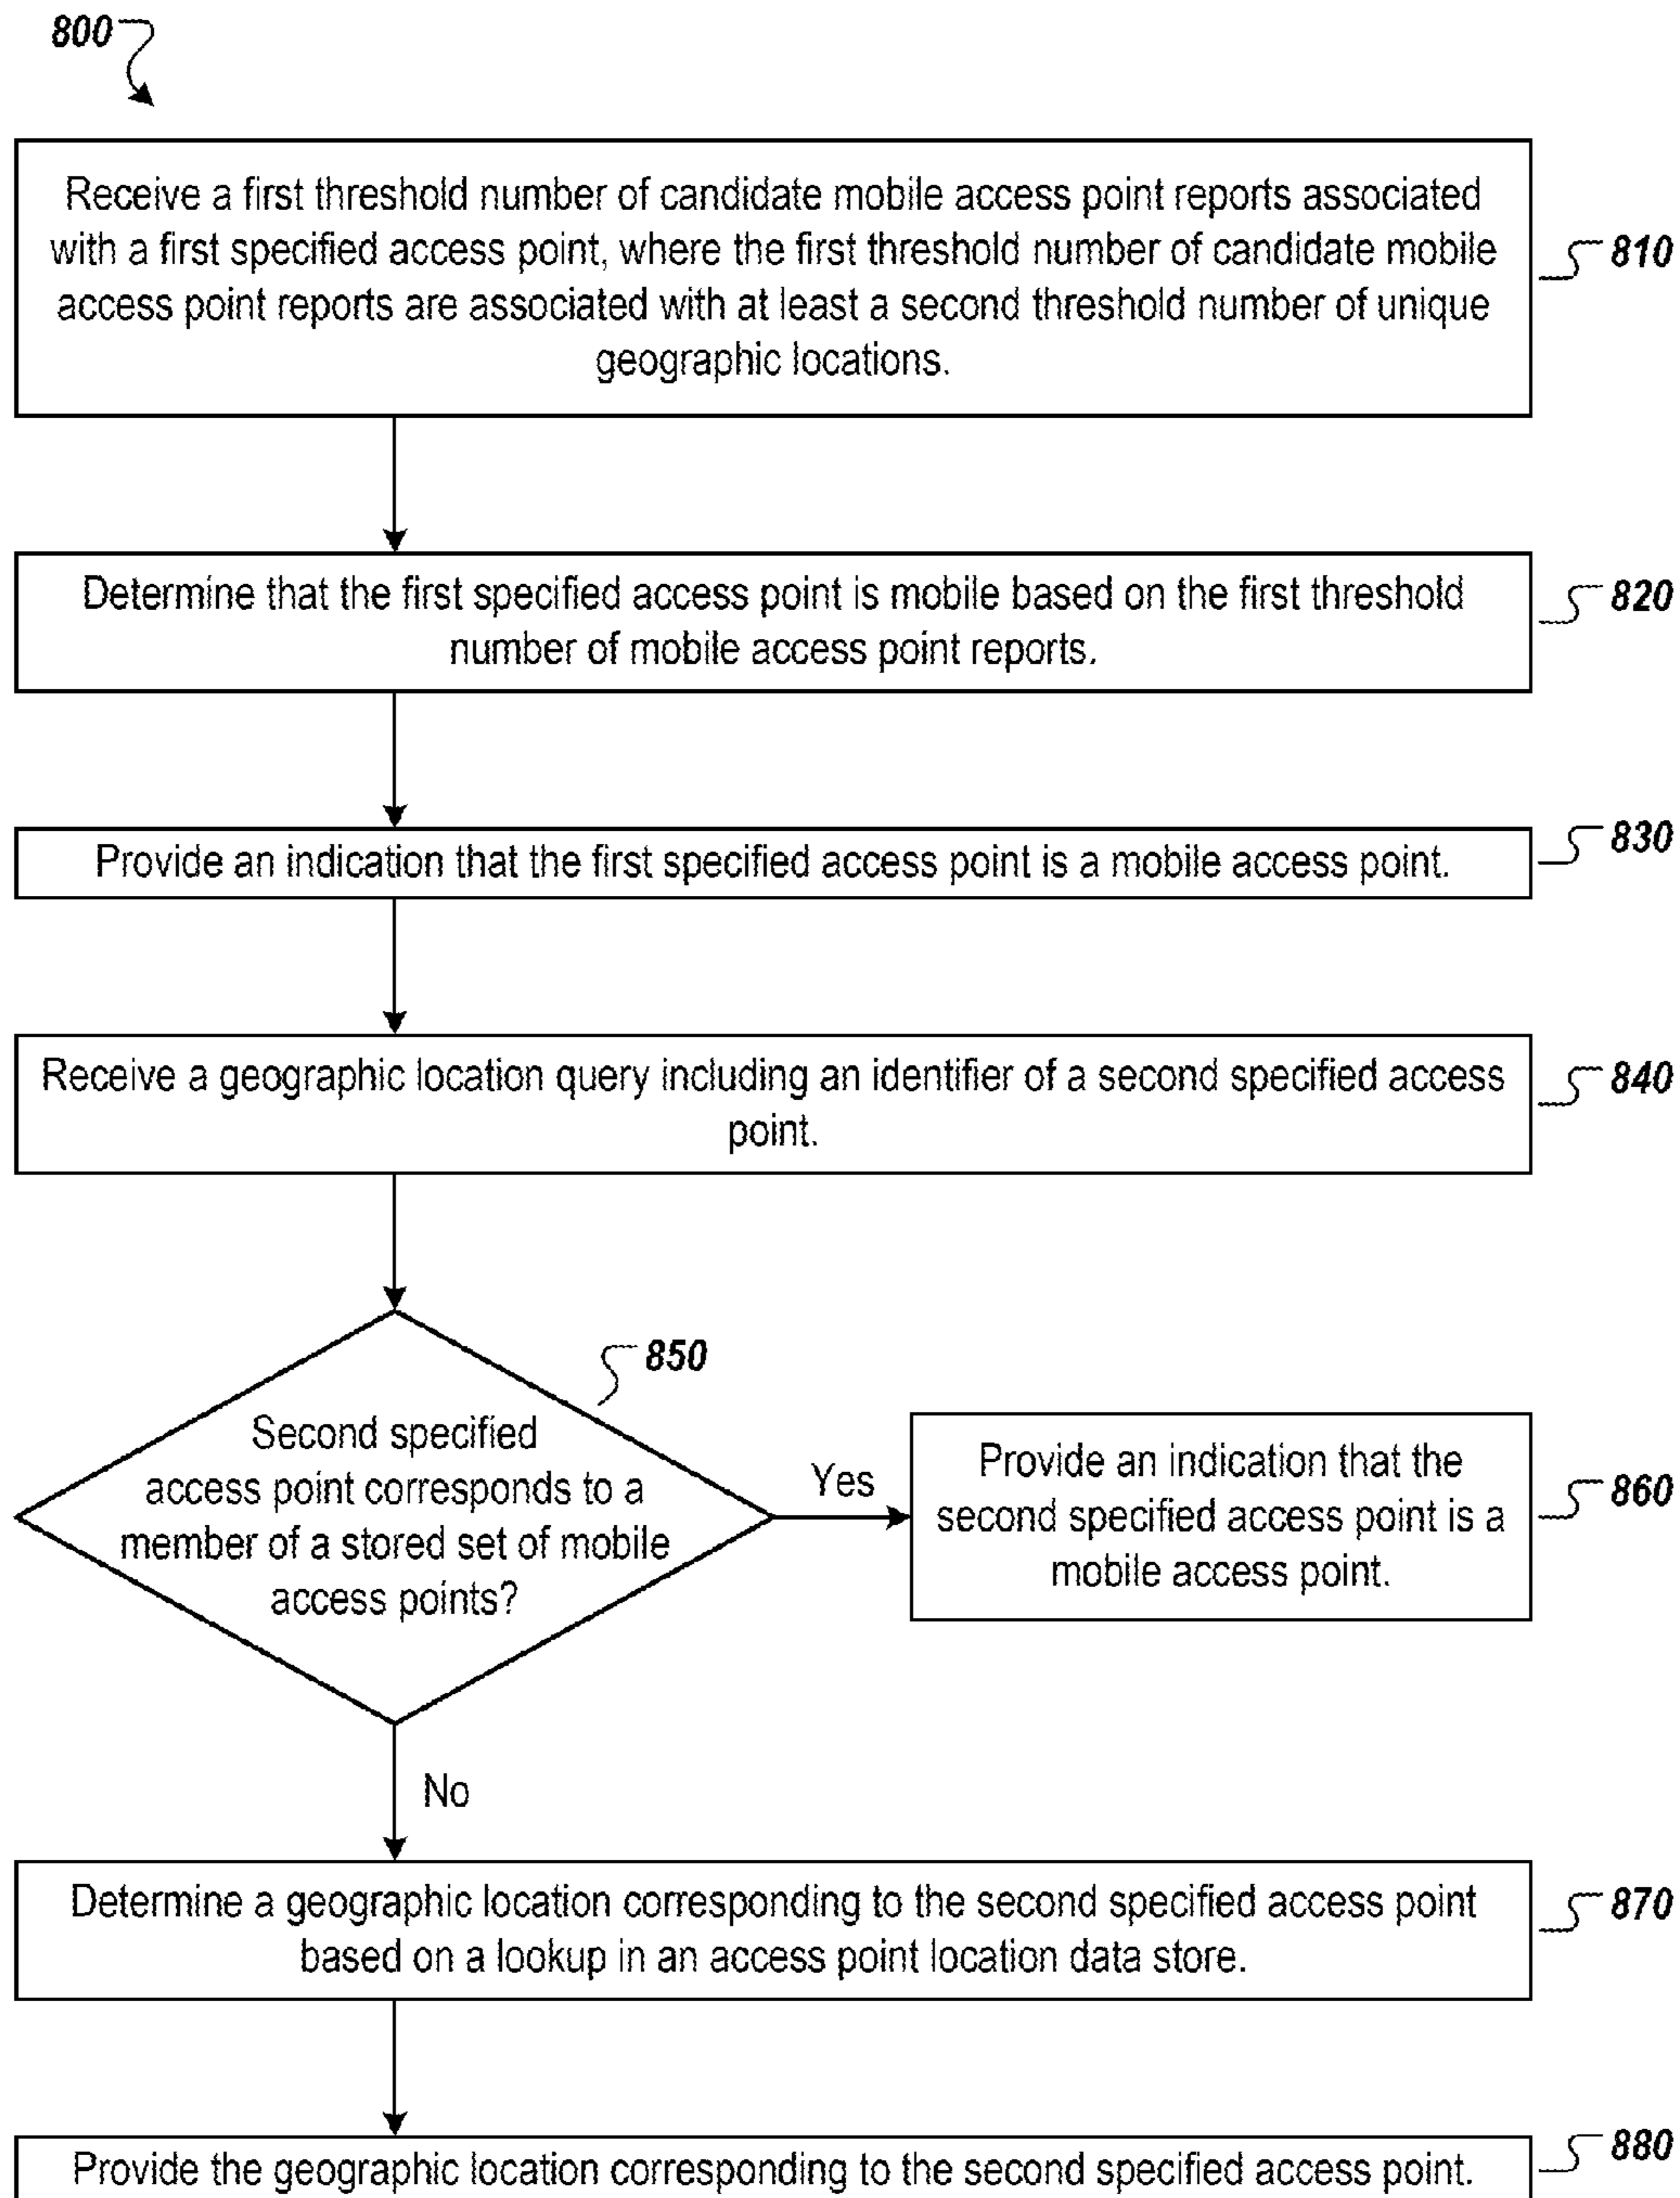 800
Receive a first threshold number of candidate mobile access point reports associated
with a first specified access point, where the first threshold number of candidate mobile
access point reports are associated with at least a second threshold number of unique
geographic locations.
810
Determine that the first specified access point is mobile based on the first threshold
number of mobile access point reports.
820
Provide an indication that the first specified access point is a mobile access point.
830
Receive a geographic location query including an identifier of a second specified access
point.
840
850
Second specified
access point corresponds to a
member of a stored set of mobile
access points?
Yes
Provide an indication that the
second specified access point is a
mobile access point.
860
No
Determine a geographic location corresponding to the second specified access point
based on a lookup in an access point location data store.
870
Provide the geographic location corresponding to the second specified access point.
880